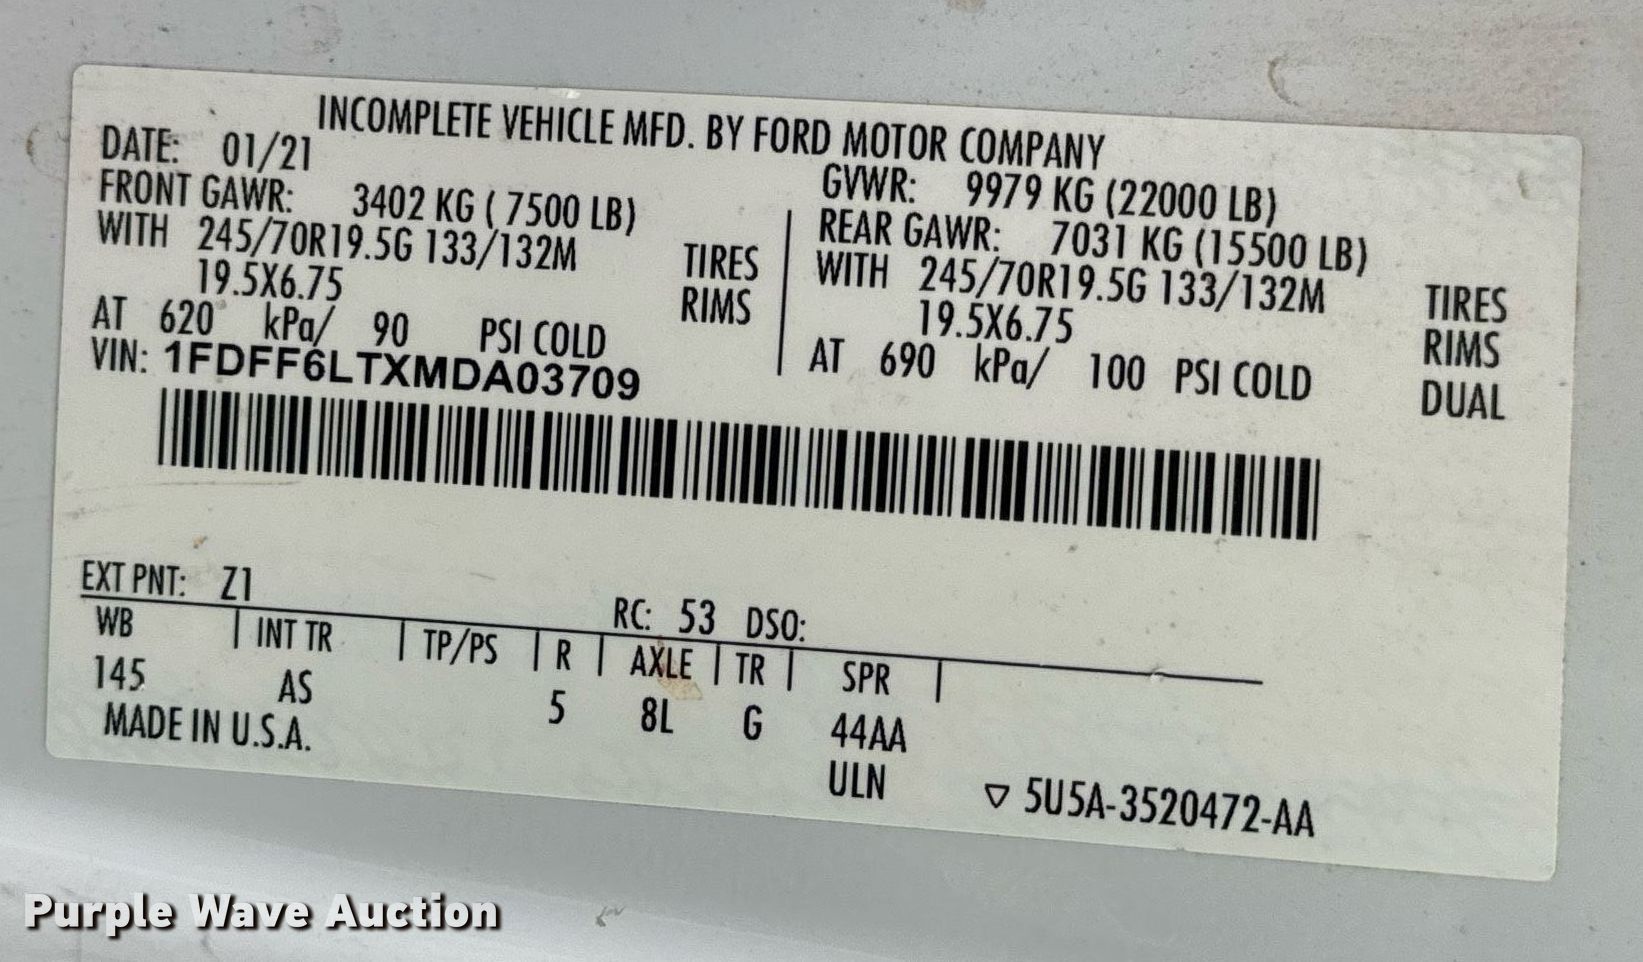 INCOMPLETE VEHICLE MFD. BY FORD MOTOR COMPANY
DATE: 01/21
GVWR: 9979 KG (22000 LB)
FRONT GAWR: 3402 KG ( 7500 LB)
REAR GAWR: 7031 KG (15500 LB)
WITH 245/70R19.5G 133/132M TIRES
WITH 245/70R19.5G 133/132M TIRES
19.5X6.75 RIMS
19.5X6.75 RIMS
AT 620 kPa/ 90 PSI COLD
AT 690 kPa/ 100 PSI COLD DUAL
VIN: 1FDFF6LTXMDA03709
EXT PNT: Z1 RC: 53 DSO:
WB | INT TR | TP/PS | R | AXLE | TR | SPR |
145 AS 5 8L G 44AA
MADE IN U.S.A. ULN ▽ 5U5A-3520472-AA
Purple Wave Auction